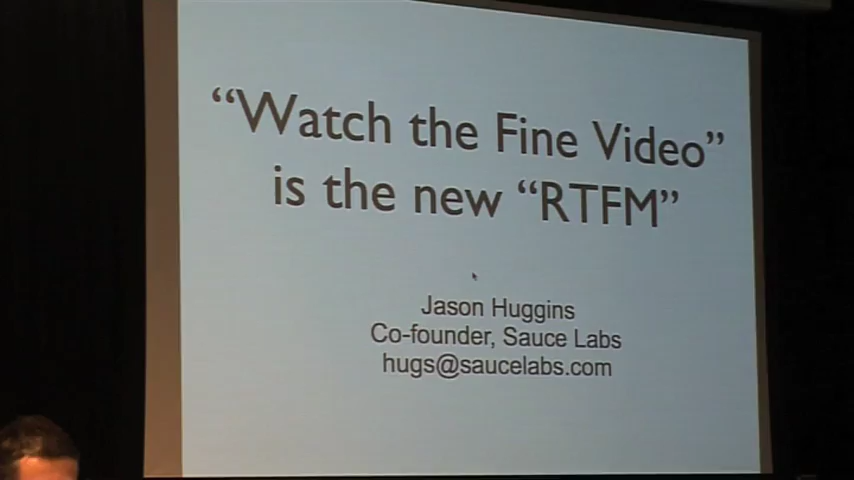 “Watch the Fine Video”
is the new “RTFM”
Jason Huggins
Co-founder, Sauce Labs
hugs@saucelabs.com